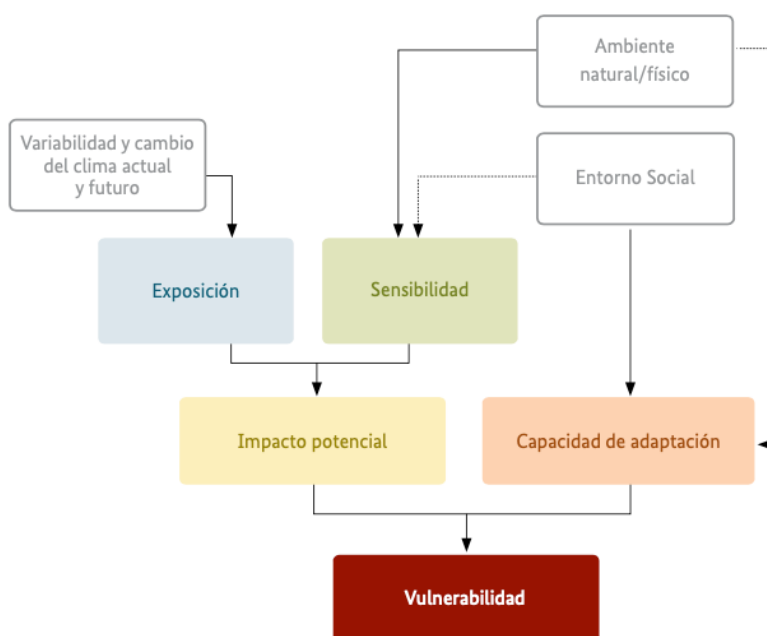 Ambiente
natural/físico
Variabilidad y cambio
del clima actual
y futuro
Entorno Social
Exposición
Sensibilidad
Impacto potencial
Capacidad de adaptación
Vulnerabilidad